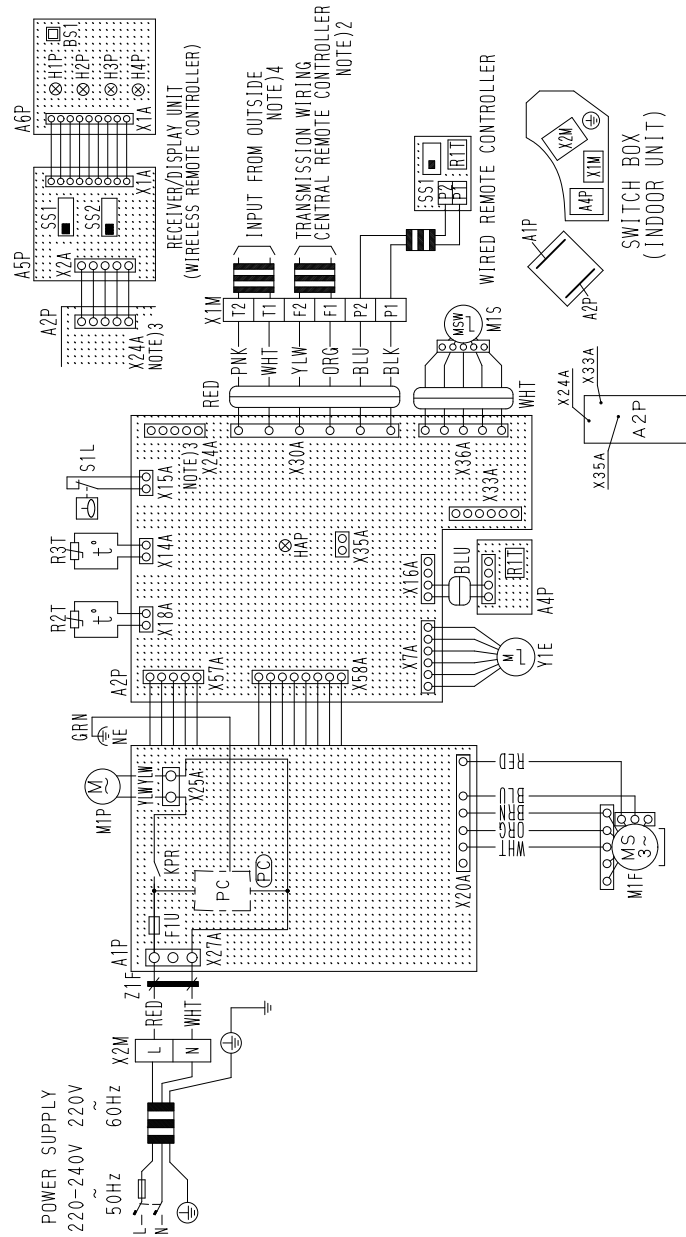 POWER SUPPLY
220-240V 220V
~ ~
50Hz 60Hz
L
N
X2M
L
N
RED
WHT
Z1F
A1P
X27A
F1U
KPR
PC
PC
M1P
M
~
YLW
YLW
X25A
GRN
NE
X20A
WHT
ORG
BRN
BLU
RED
MS
3~
M1F
A2P
X57A
X58A
R2T
t°
X18A
R3T
t°
X14A
S1L
X15A
NOTE)3
X24A
HAP
X35A
X30A
X36A
X33A
X7A
X16A
BLU
M
Y1E
R1T
A4P
RED
PNK
WHT
YLW
ORG
BLU
BLK
X1M
T2
T1
F2
F1
P2
P1
INPUT FROM OUTSIDE
NOTE)4
TRANSMISSION WIRING
CENTRAL REMOTE CONTROLLER
NOTE)2
SS1
P2
P1
R1T
WIRED REMOTE CONTROLLER
WHT
MSW
M1S
A2P
X24A
NOTE)3
A5P
X2A
SS1
SS2
X1A
A6P
X1A
BS1
H1P
H2P
H3P
H4P
RECEIVER/DISPLAY UNIT
(WIRELESS REMOTE CONTROLLER)
X35A
X24A
X33A
A2P
A1P
A2P
A4P
X1M
X2M
SWITCH BOX
(INDOOR UNIT)